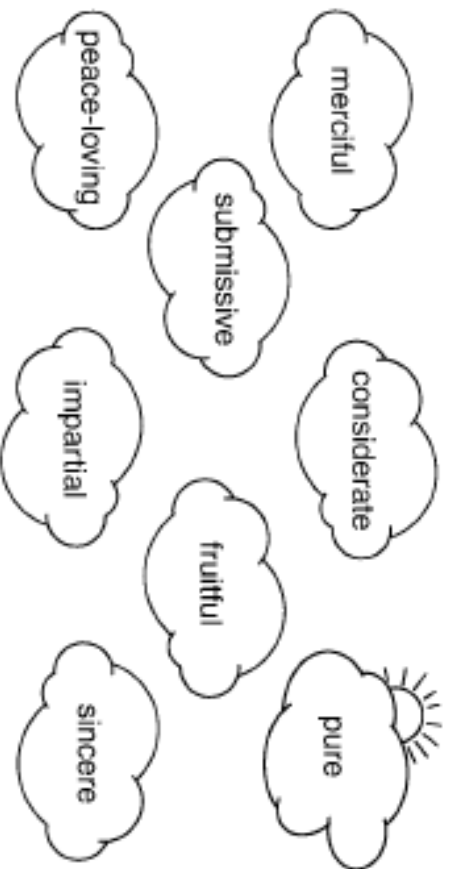 merciful
considerate
pure
submissive
fruitful
peace-loving
impartial
sincere